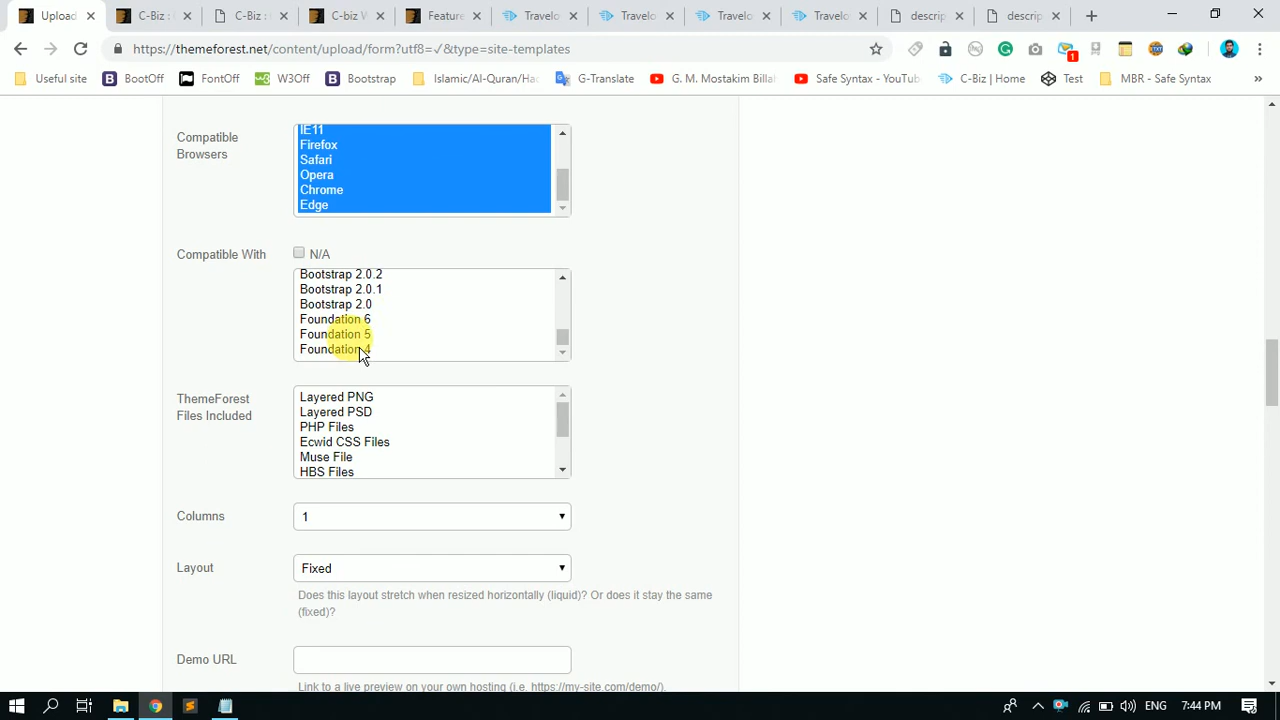 Upload
C-Biz : C
C-Biz : C
C-biz W
Feature
Travelo
Travelo
Travelo
Travelo
descrip
descrip
https://themeforest.net/content/upload/form?utf8=✓&type=site-templates
1
Useful site
BootOff
FontOff
W3Off
Bootstrap
Islamic/Al-Quran/Had
G-Translate
G. M. Mostakim Billah
Safe Syntax - YouTub
C-Biz | Home
Test
MBR - Safe Syntax
»
Compatible
Browsers
IE11
Firefox
Safari
Opera
Chrome
Edge
Compatible With
N/A
Bootstrap 2.0.2
Bootstrap 2.0.1
Bootstrap 2.0
Foundation 6
Foundation 5
Foundation 4
ThemeForest
Files Included
Layered PNG
Layered PSD
PHP Files
Ecwid CSS Files
Muse File
HBS Files
Columns
1
Layout
Fixed
Does this layout stretch when resized horizontally (liquid)? Or does it stay the same
(fixed)?
Demo URL
Link to a live preview on your own hosting (i.e. https://my-site.com/demo/).
ENG
7:44 PM